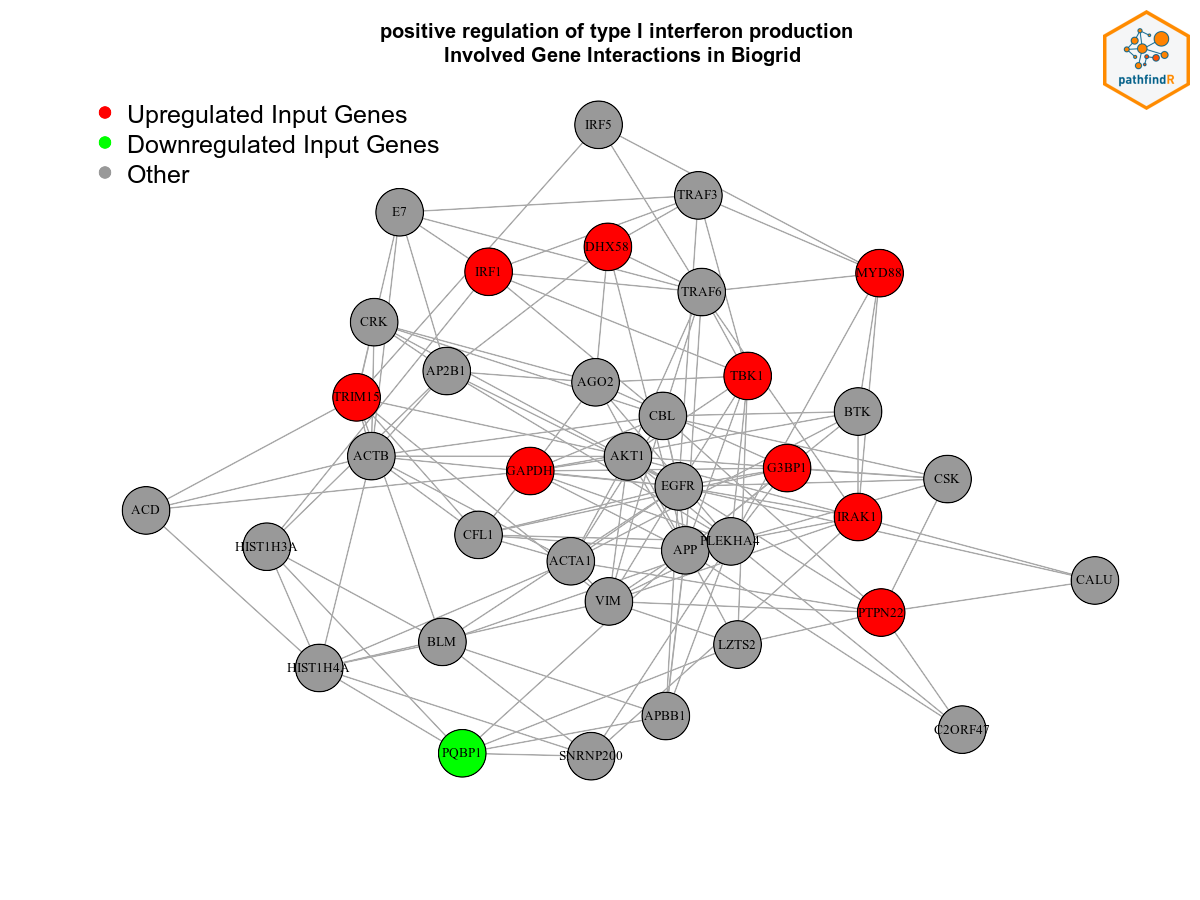 positive regulation of type I interferon production
Involved Gene Interactions in Biogrid
pathfindR
Upregulated Input Genes
Downregulated Input Genes
Other
IRF5
TRAF3
E7
DHX58
IRF1
MYD88
TRAF6
CRK
AP2B1
AGO2
TBK1
TRIM15
CBL
BTK
ACTB
AKT1
GAPDH
G3BP1
EGFR
CSK
ACD
IRAK1
HIST1H3A
CFL1
APP
PLEKHA4
ACTA1
CALU
VIM
PTPN22
BLM
LZTS2
HIST1H4A
APBB1
C2ORF47
PQBP1
SNRNP200